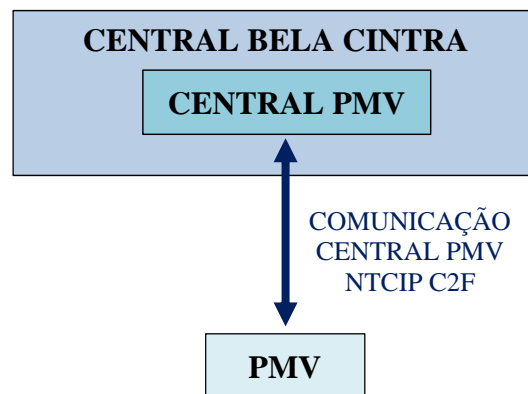 CENTRAL BELA CINTRA
CENTRAL PMV
COMUNICAÇÃO
CENTRAL PMV
NTCIP C2F
PMV